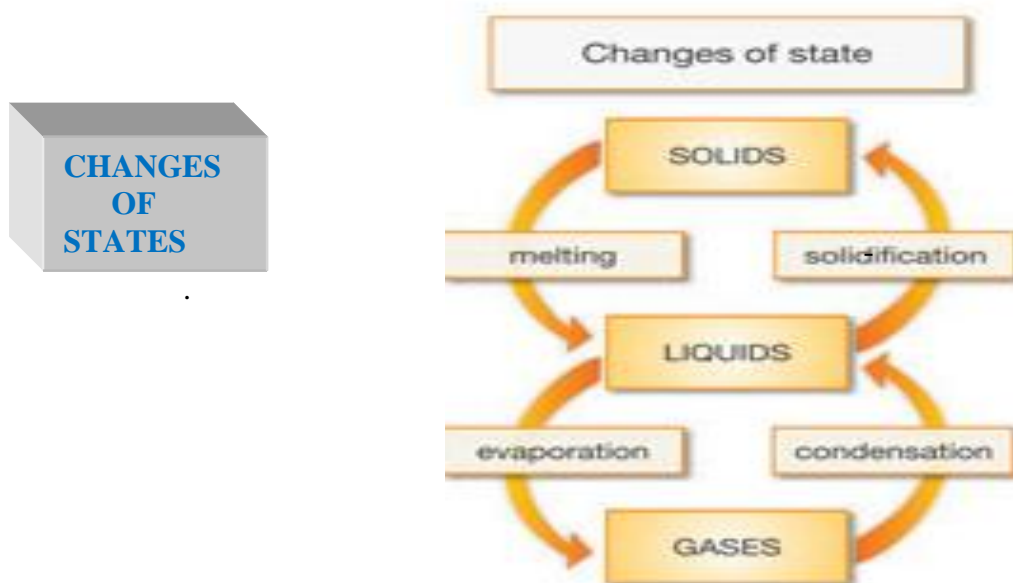 Changes of state
CHANGES
OF
STATES
.
SOLIDS
melting
solidification
LIQUIDS
evaporation
condensation
GASES